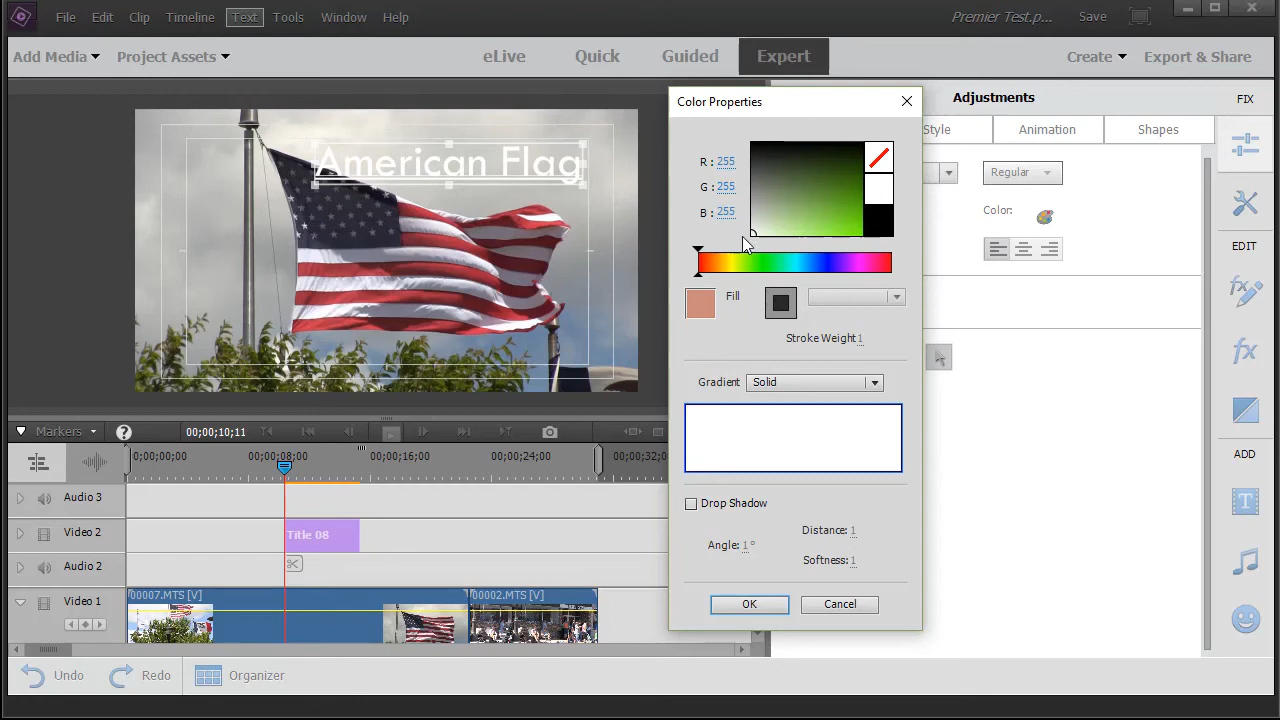 File Edit Clip Timeline Text Tools Window Help Premier Test.p... Save
Add Media Project Assets eLive Quick Guided Expert Create Export & Share
Color Properties
Adjustments
FIX
Style Animation Shapes
American Flag
R : 255
G : 255
B : 255
Regular
Color:
EDIT
Fill
Stroke Weight 1
Gradient Solid
Markers ? 00;00;10;11
0;00;00;00 00;00;08;00 00;00;16;00 00;00;24;00 00;00;32;0
ADD
Audio 3
Drop Shadow
Video 2 Title 08
Distance: 1
Angle: 1 °
Softness: 1
Audio 2
Video 1 00007.MTS [V] 00002.MTS [V]
OK Cancel
Undo Redo Organizer